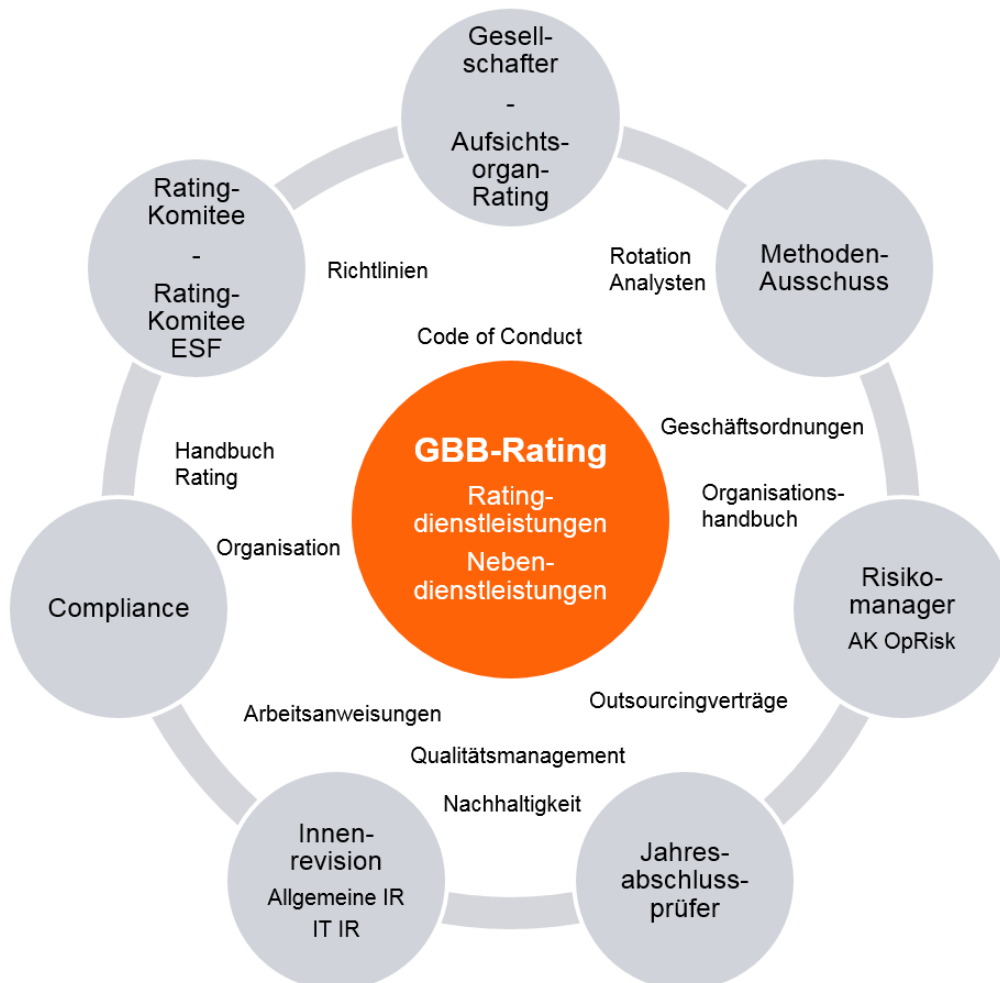 Gesell-
schafter
-
Aufsichts-
organ-
Rating
Rating-
Komitee
-
Rating-
Komitee
ESF
Methoden-
Ausschuss
Richtlinien
Rotation
Analysten
Code of Conduct
Geschäftsordnungen
Handbuch
Rating
GBB-Rating
Rating-
dienstleistungen
Neben-
dienstleistungen
Organisations-
handbuch
Organisation
Compliance
Risiko-
manager
AK OpRisk
Arbeitsanweisungen
Outsourcingverträge
Qualitätsmanagement
Nachhaltigkeit
Innen-
revision
Allgemeine IR
IT IR
Jahres-
abschluss-
prüfer